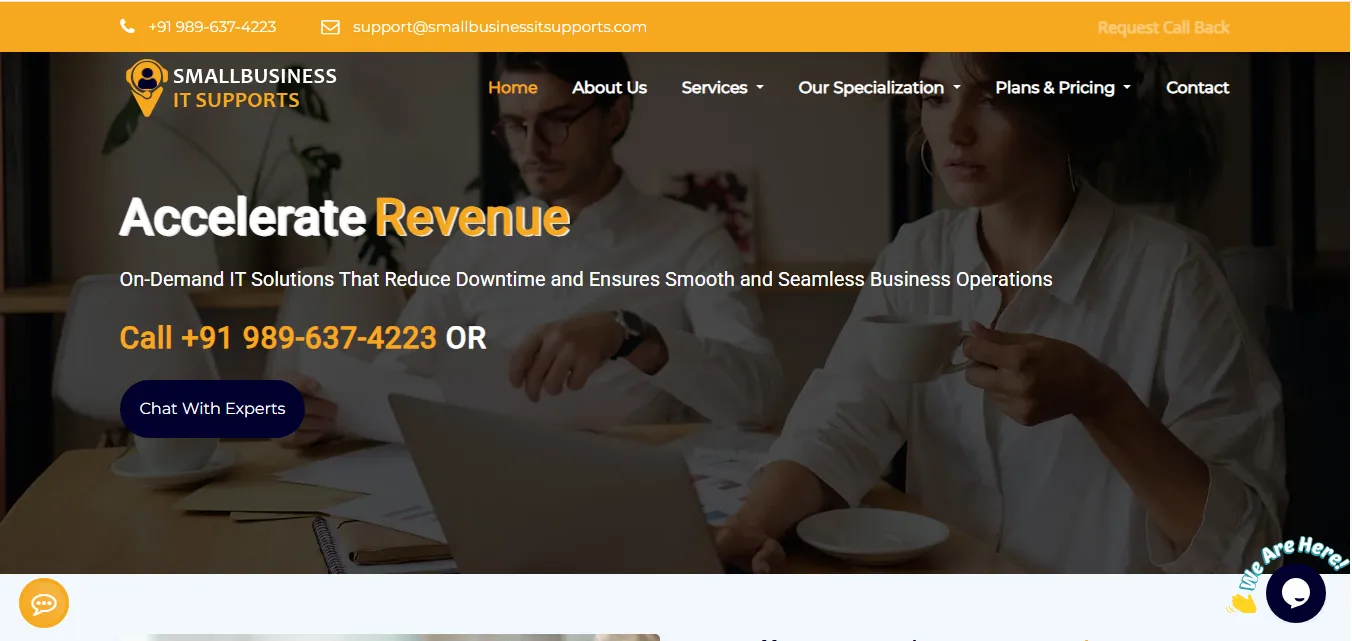 +91 989-637-4223
support@smallbusinessitsupports.com
Request Call Back
SMALLBUSINESS
IT SUPPORTS
Home
About Us
Services
Our Specialization
Plans & Pricing
Contact
Accelerate Revenue
On-Demand IT Solutions That Reduce Downtime and Ensures Smooth and Seamless Business Operations
Call +91 989-637-4223 OR
Chat With Experts
We Are Here!